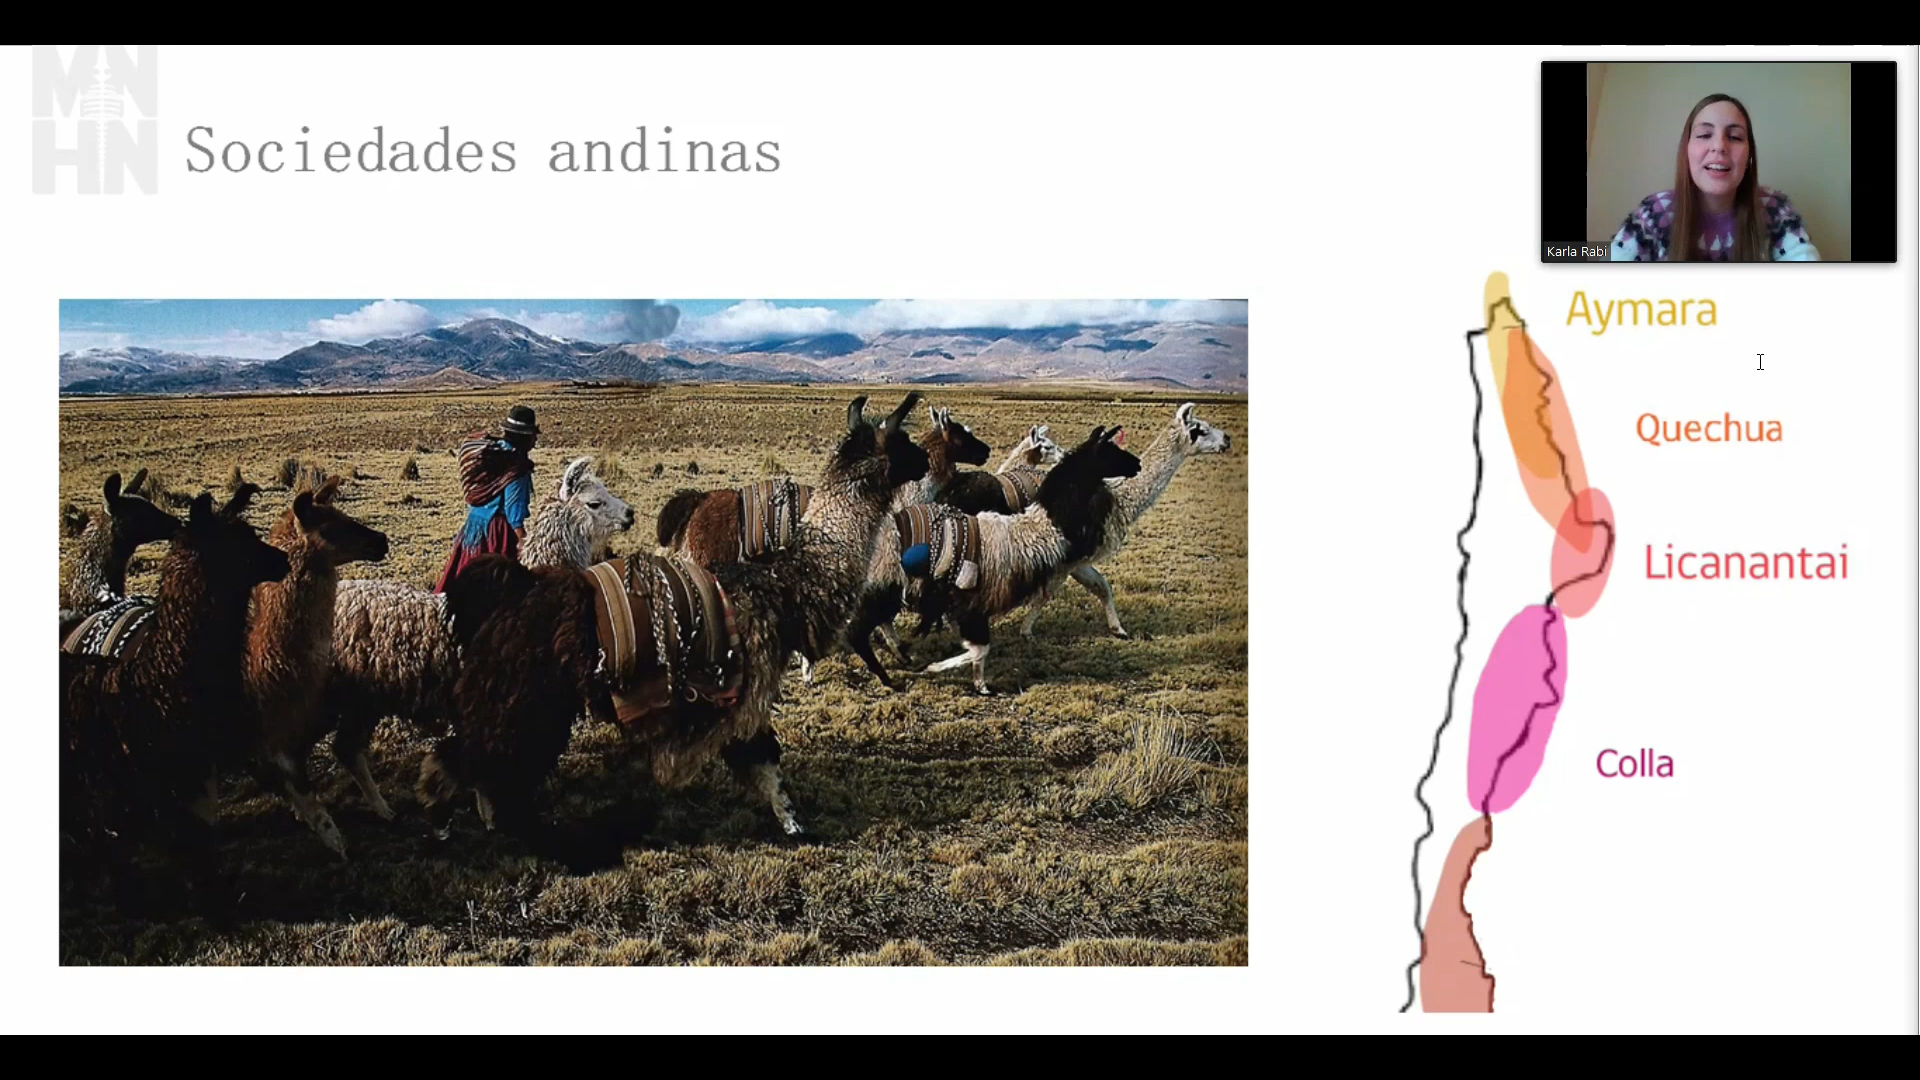 MN
HN
Sociedades andinas
Karla Rabi
Aymara
Quechua
Licanantai
Colla